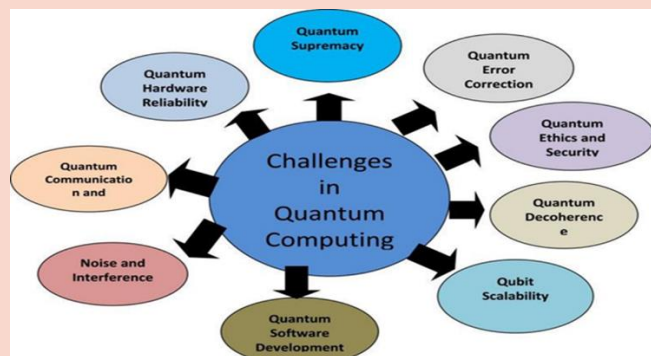 Quantum
Supremacy
Quantum
Error
Correction
Quantum
Hardware
Reliability
Quantum
Ethics and
Security
Challenges
in
Quantum
Computing
Quantum
Communicatio
n and
Quantum
Decoherenc
e
Noise and
Interference
Qubit
Scalability
Quantum
Software
Development